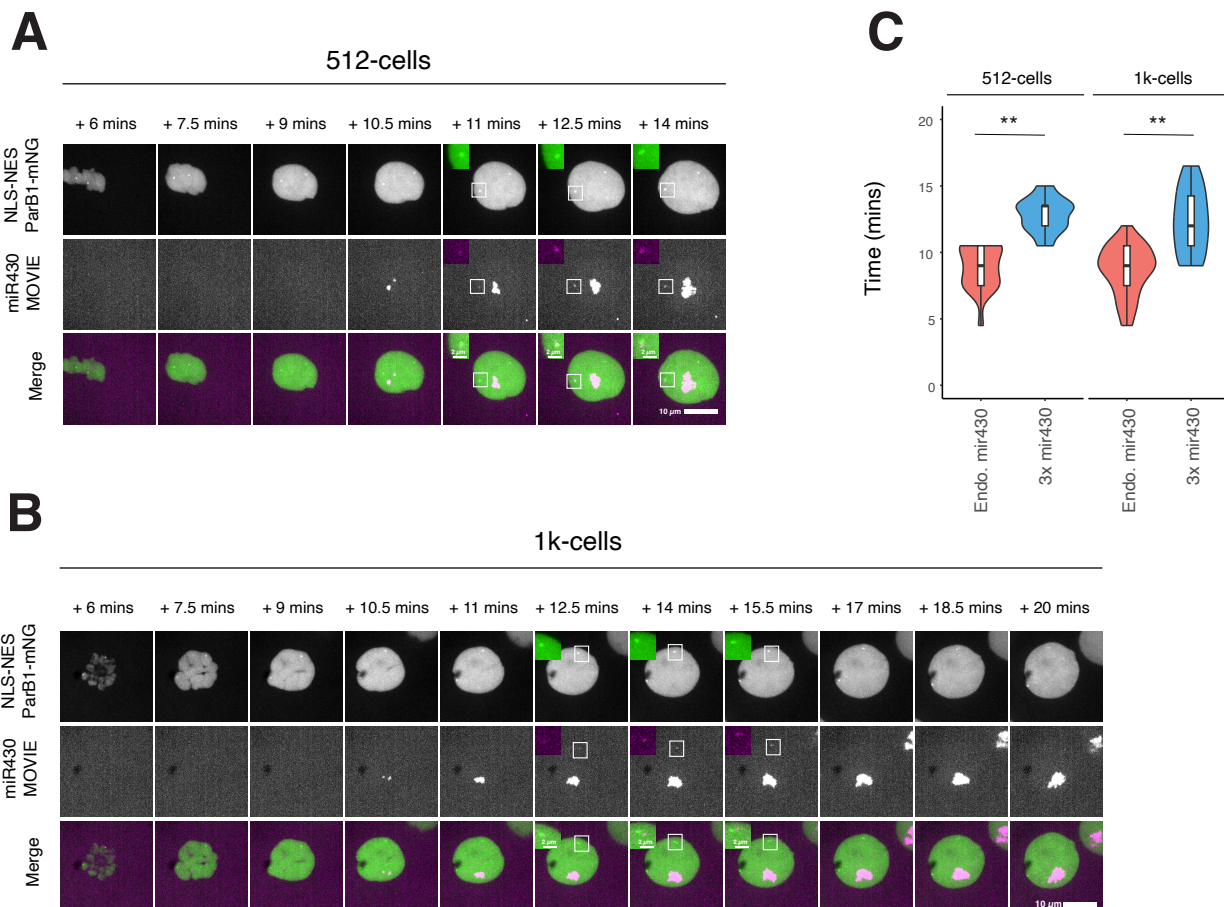 A
512-cells
+ 6 mins + 7.5 mins + 9 mins + 10.5 mins + 11 mins + 12.5 mins + 14 mins
NLS-NES
ParB1-mNG
miR430
MOVIE
2 µm 2 µm 2 µm
Merge
10 µm
B
1k-cells
+ 6 mins + 7.5 mins + 9 mins + 10.5 mins + 11 mins + 12.5 mins + 14 mins + 15.5 mins + 17 mins + 18.5 mins + 20 mins
NLS-NES
ParB1-mNG
miR430
MOVIE
2 µm 2 µm 2 µm
Merge
10 µm
C
512-cells 1k-cells
** **
Time (mins)
20
15
10
5
0
Endo. mir430
3x mir430
Endo. mir430
3x mir430